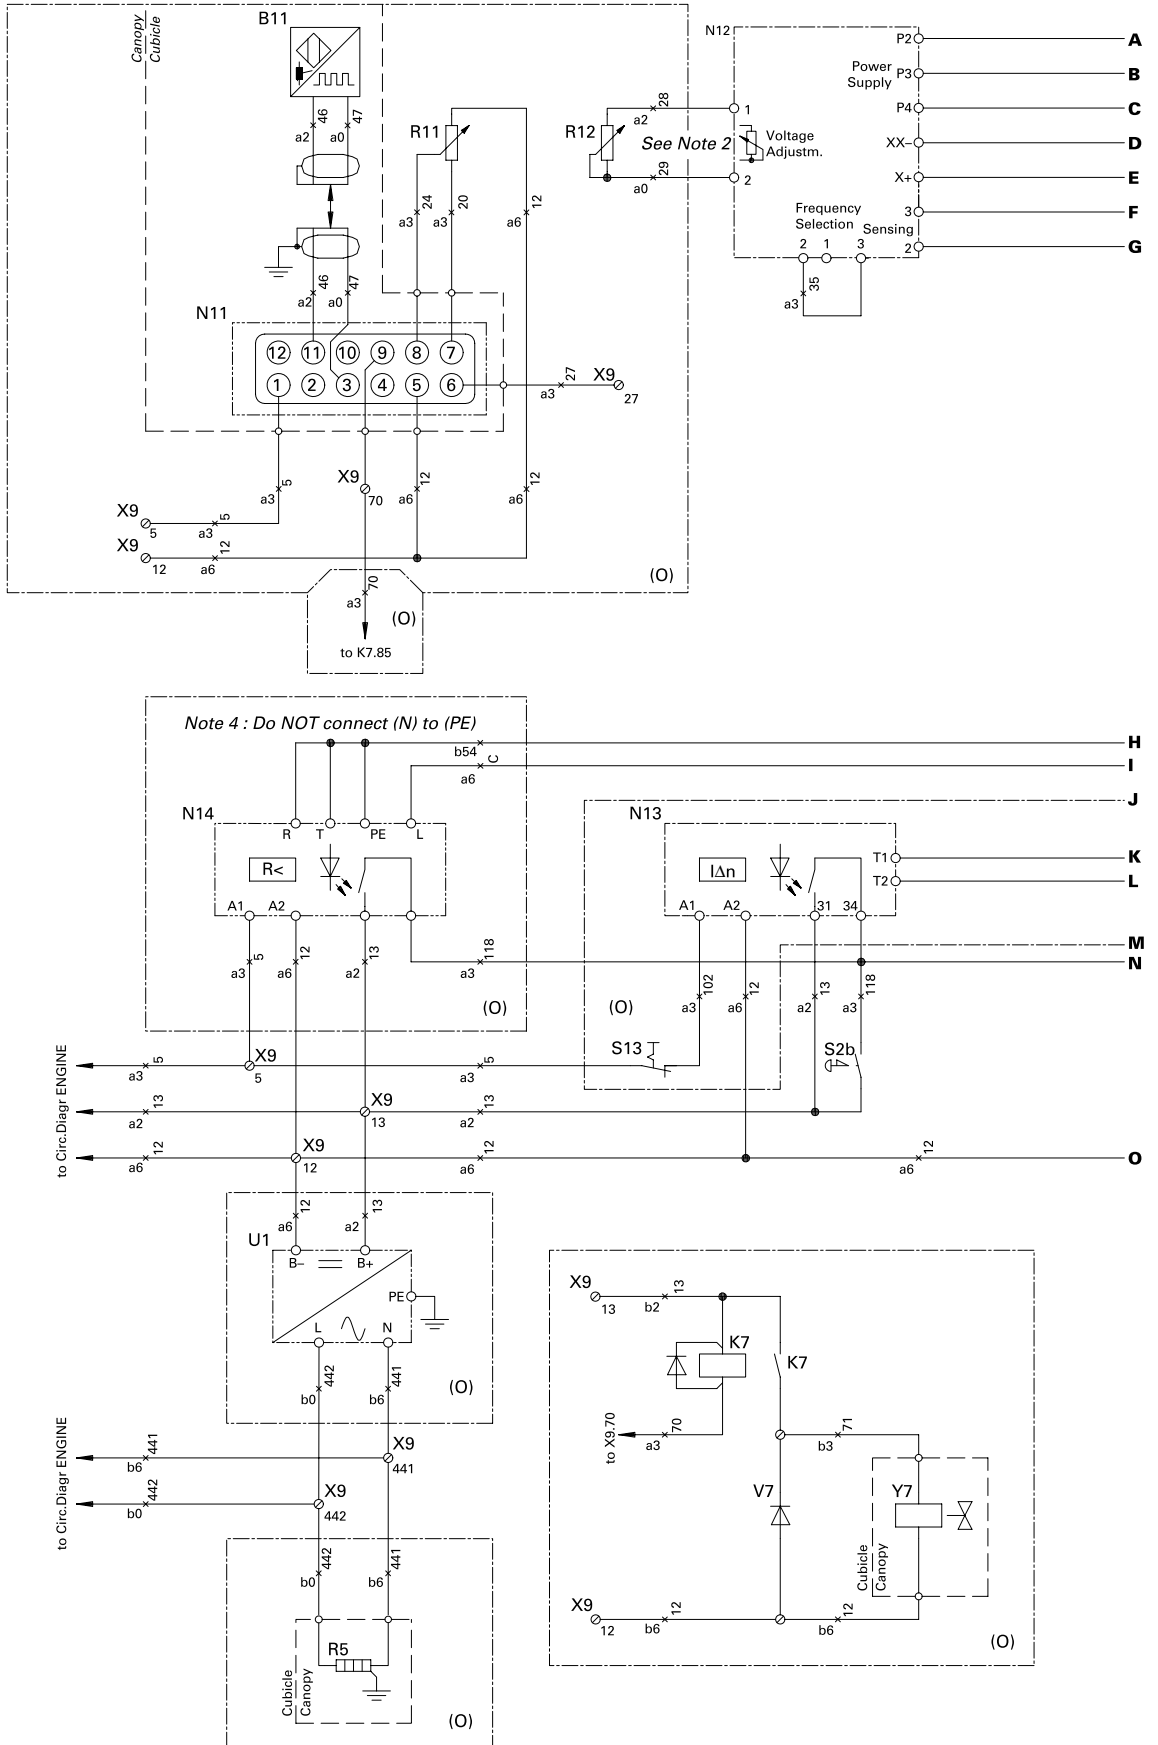 Canopy
Cubicle
B11
46
47
a2
a0
R11
24
20
12
a3
a3
a6
46
47
a2
a0
N11
12 11 10 9 8 7
1 2 3 4 5 6
27
X9
a3
27
5
a3
X9
70
12
a6
12
a6
X9
5
5
a3
X9
12
12
a6
(O)
70
a3
(O)
to K7.85
R12
28
a2
See Note 2
29
a0
N12
1
2
Voltage
Adjustm.
Power
Supply
P2
P3
P4
XX–
X+
3
2
Frequency
Selection
Sensing
2 1 3
35
a3
A
B
C
D
E
F
G
Note 4 : Do NOT connect (N) to (PE)
b54
C
a6
H
I
J
N14
R T PE L
R<
A1 A2
5
a3
12
a6
13
a2
118
a3
(O)
N13
I∆n
T1
T2
K
L
A1 A2 31 34
M
N
102
a3
12
a6
13
a2
118
a3
(O)
S13
S2b
to Circ.Diagr ENGINE
5
a3
X9
5
5
a3
13
a2
X9
13
13
a2
12
a6
X9
12
12
a6
12
a6
O
12
a6
13
a2
U1
B– B+
PE
L N
442
b0
441
b6
(O)
to Circ.Diagr ENGINE
441
b6
X9
441
442
b0
X9
442
442
b0
441
b6
R5
Cubicle
Canopy
(O)
X9
13
13
b2
K7
K7
to X9.70
70
a3
71
b3
V7
Y7
Cubicle
Canopy
X9
12
12
b6
12
b6
(O)